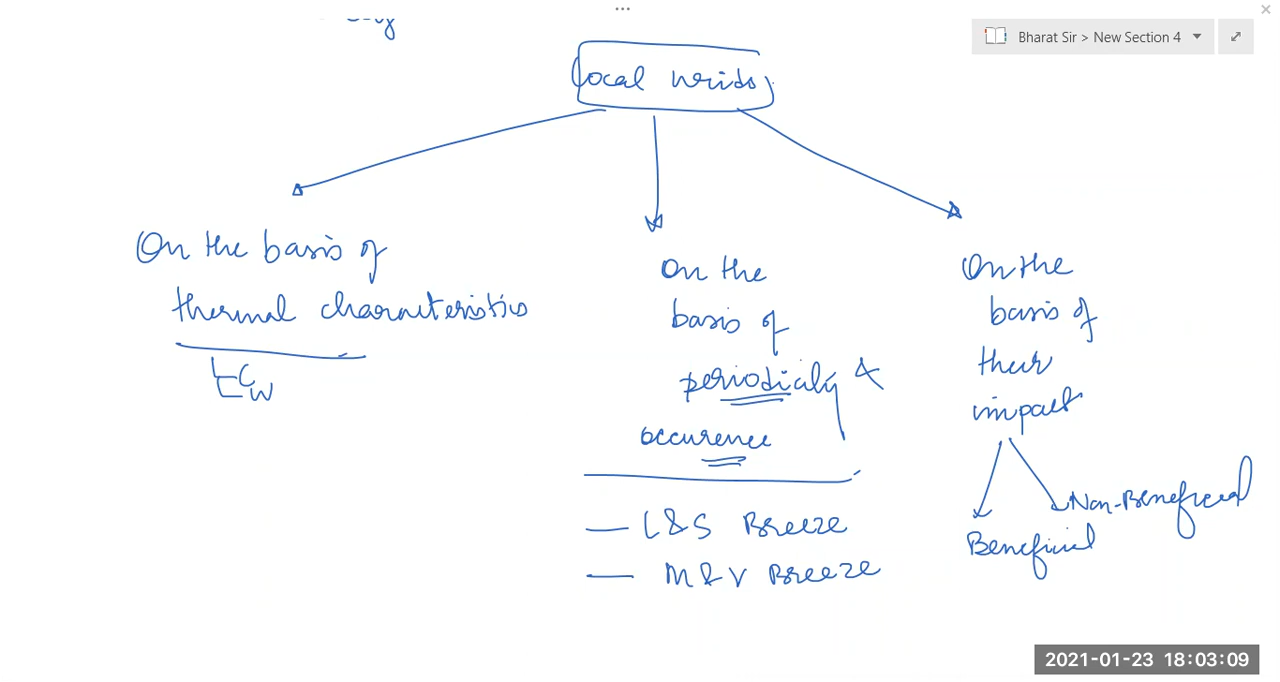 Bharat Sir > New Section 4
Local winds
On the basis of
thermal characteristics
C
W
On the
basis of
periodicity &
occurence
— L&S Breeze
— M & V Breeze
On the
basis of
their
impact
Beneficial
Non-Beneficial
2021-01-23 18:03:09